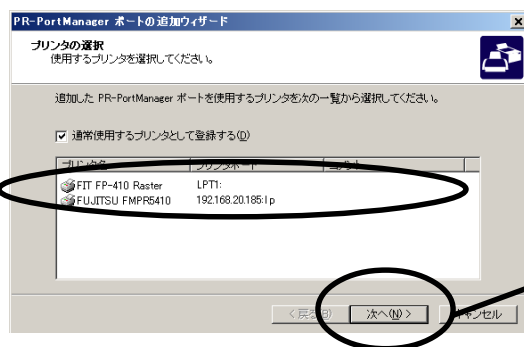 PR-PortManager ポートの追加ウィザード
プリンタの選択
使用するプリンタを選択してください。
追加した PR-PortManager ポートを使用するプリンタを次の一覧から選択してください。
通常使用するプリンタとして登録する(D)
プリンタ名 プリンタポート コメント
FIT FP-410 Raster LPT1:
FUJITSU FMPR5410 192.168.20.185:lp
< 戻る(B) 次へ(N) > キャンセル